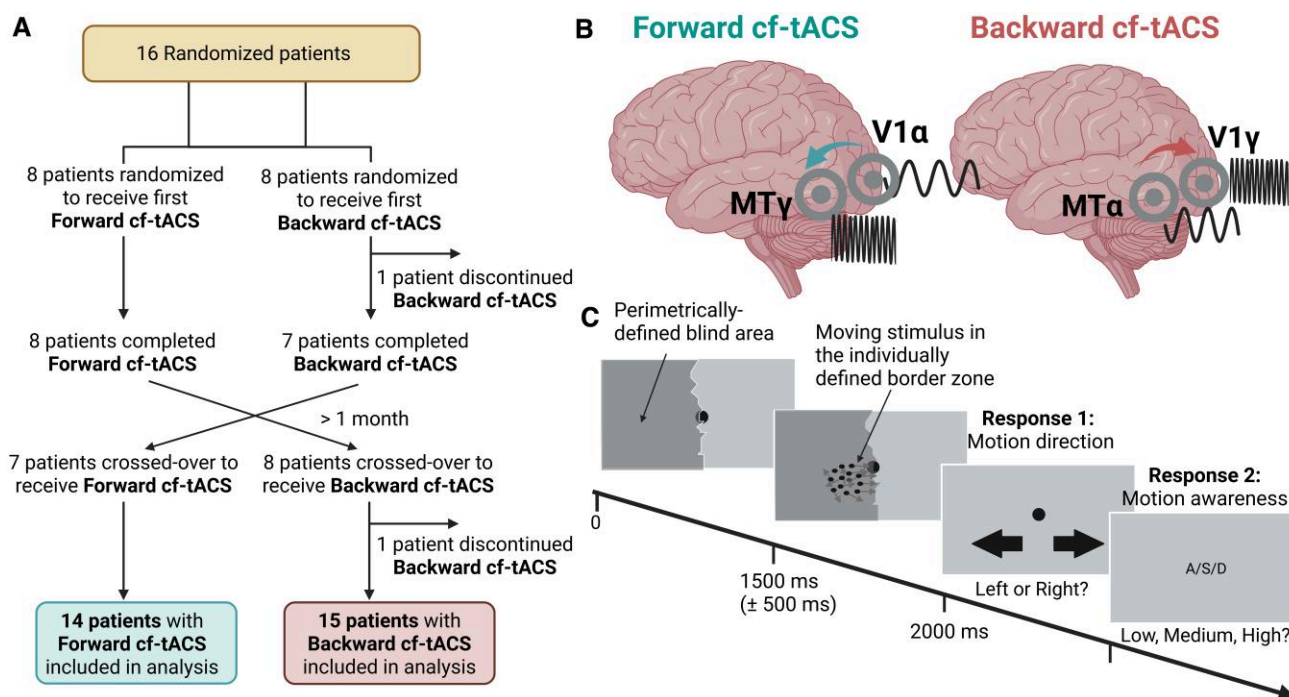 A
16 Randomized patients
8 patients randomized
to receive first
Forward cf-tACS
8 patients randomized
to receive first
Backward cf-tACS
1 patient discontinued
Backward cf-tACS
8 patients completed
Forward cf-tACS
7 patients completed
Backward cf-tACS
> 1 month
7 patients crossed-over to
receive Forward cf-tACS
8 patients crossed-over to
receive Backward cf-tACS
1 patient discontinued
Backward cf-tACS
14 patients with
Forward cf-tACS
included in analysis
15 patients with
Backward cf-tACS
included in analysis
B
Forward cf-tACS
Backward cf-tACS
V1α
MTγ
V1γ
MTα
C
Perimetrically-
defined blind area
Moving stimulus in
the individually
defined border zone
Response 1:
Motion direction
Response 2:
Motion awareness
0
1500 ms
(± 500 ms)
2000 ms
Left or Right?
A/S/D
Low, Medium, High?